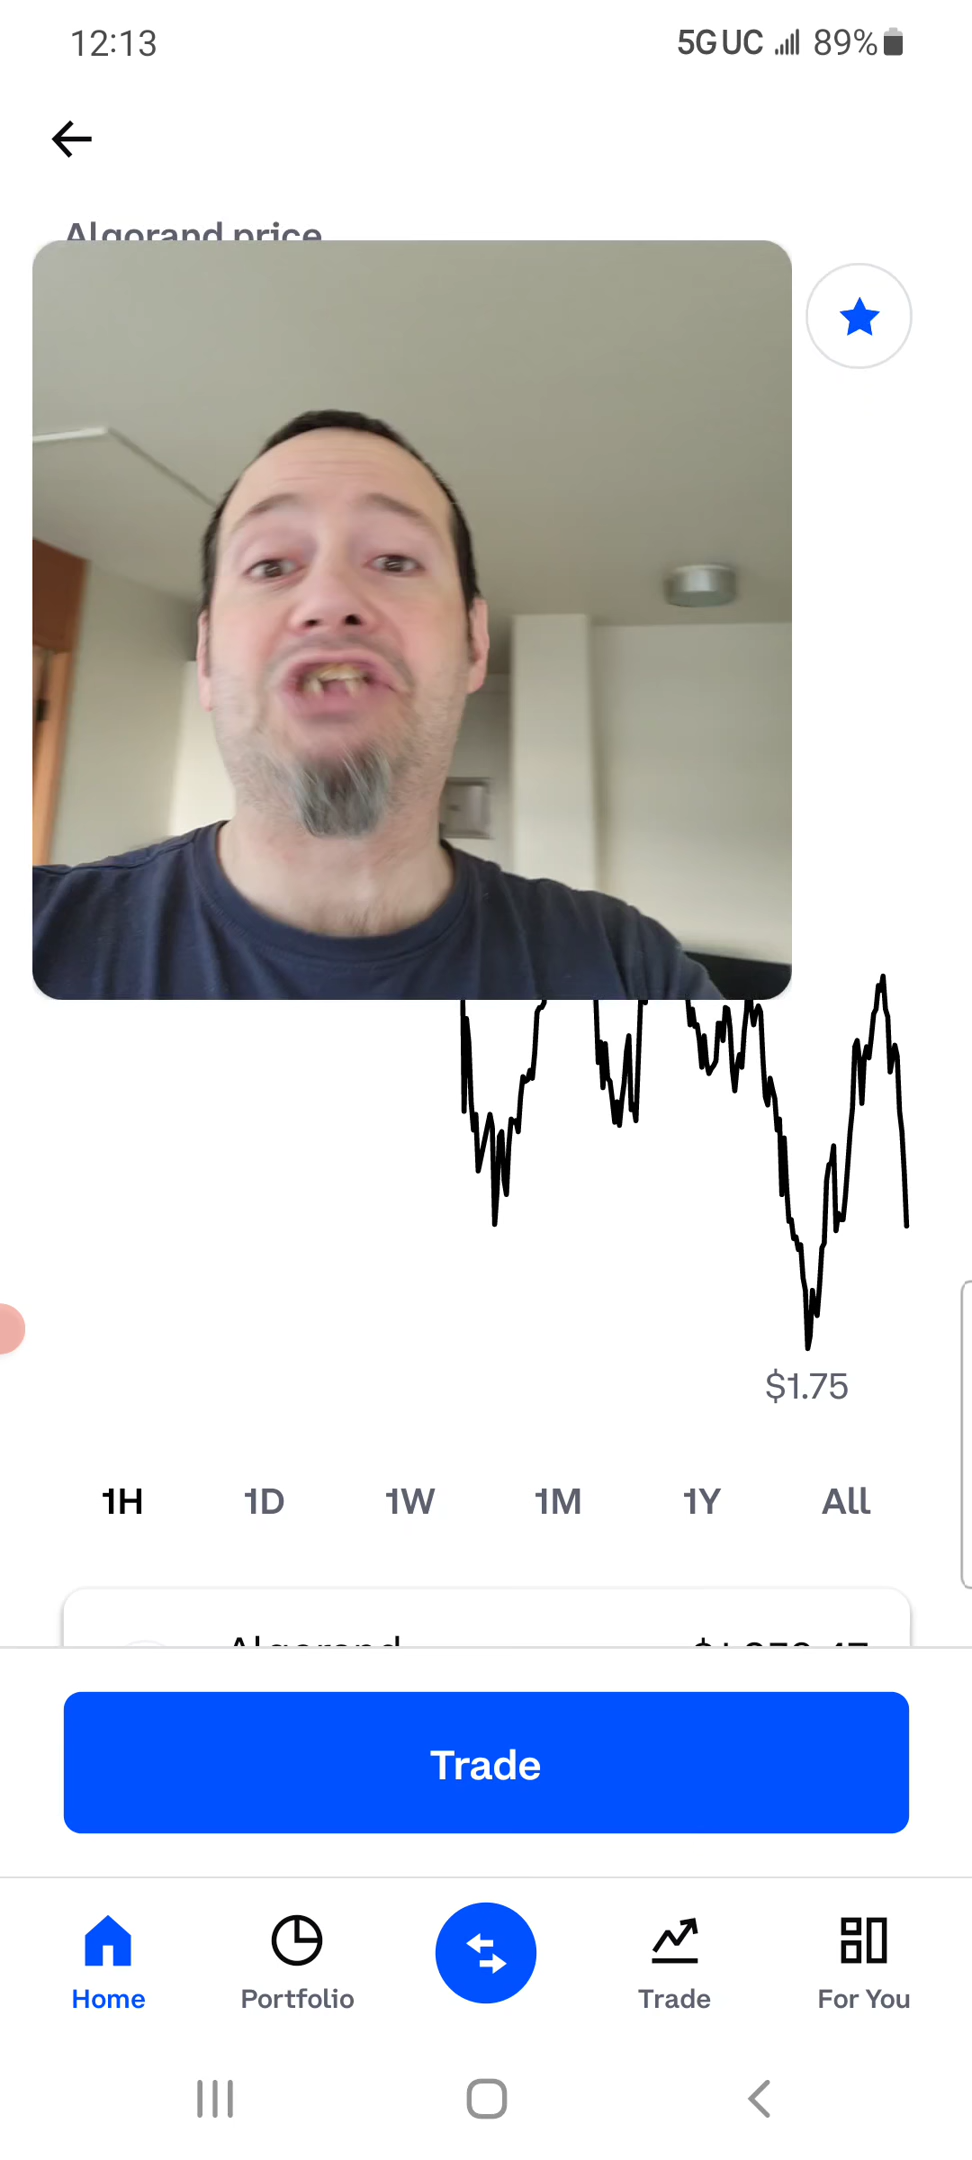 12:13 5G UC 89%
Algorand price
$1.75
1H 1D 1W 1M 1Y All
Algorand
Trade
Home Portfolio Trade For You